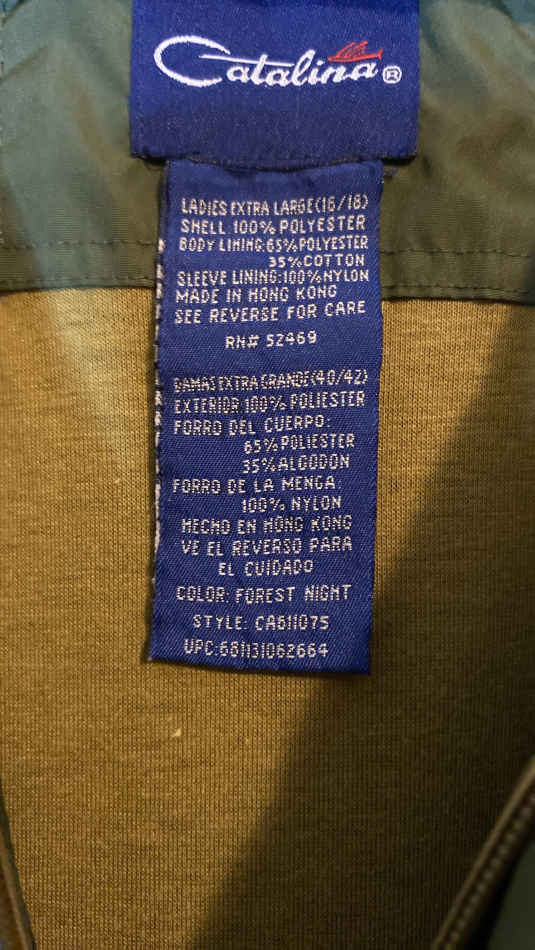 Catalina®
LADIES EXTRA LARGE(16/18)
SHELL 100% POLYESTER
BODY LINING:65%POLYESTER
35%COTTON
SLEEVE LINING:100%NYLON
MADE IN HONG KONG
SEE REVERSE FOR CARE
RN# 52469
DAMAS EXTRA GRANDE(40/42)
EXTERIOR:100% POLIESTER
FORRO DEL CUERPO:
65%POLIESTER
35%ALGODON
FORRO DE LA MENGA:
100% NYLON
HECHO EN HONG KONG
VE EL REVERSO PARA
EL CUIDADO
COLOR: FOREST NIGHT
STYLE: CA611075
UPC:681131062664